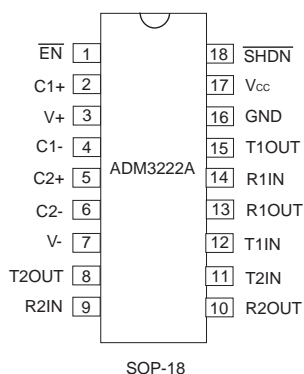 EN 1 18 SHDN
C1+ 2 17 Vcc
V+ 3 16 GND
C1- 4 15 T1OUT
C2+ 5 ADM3222A 14 R1IN
C2- 6 13 R1OUT
V- 7 12 T1IN
T2OUT 8 11 T2IN
R2IN 9 10 R2OUT
SOP-18